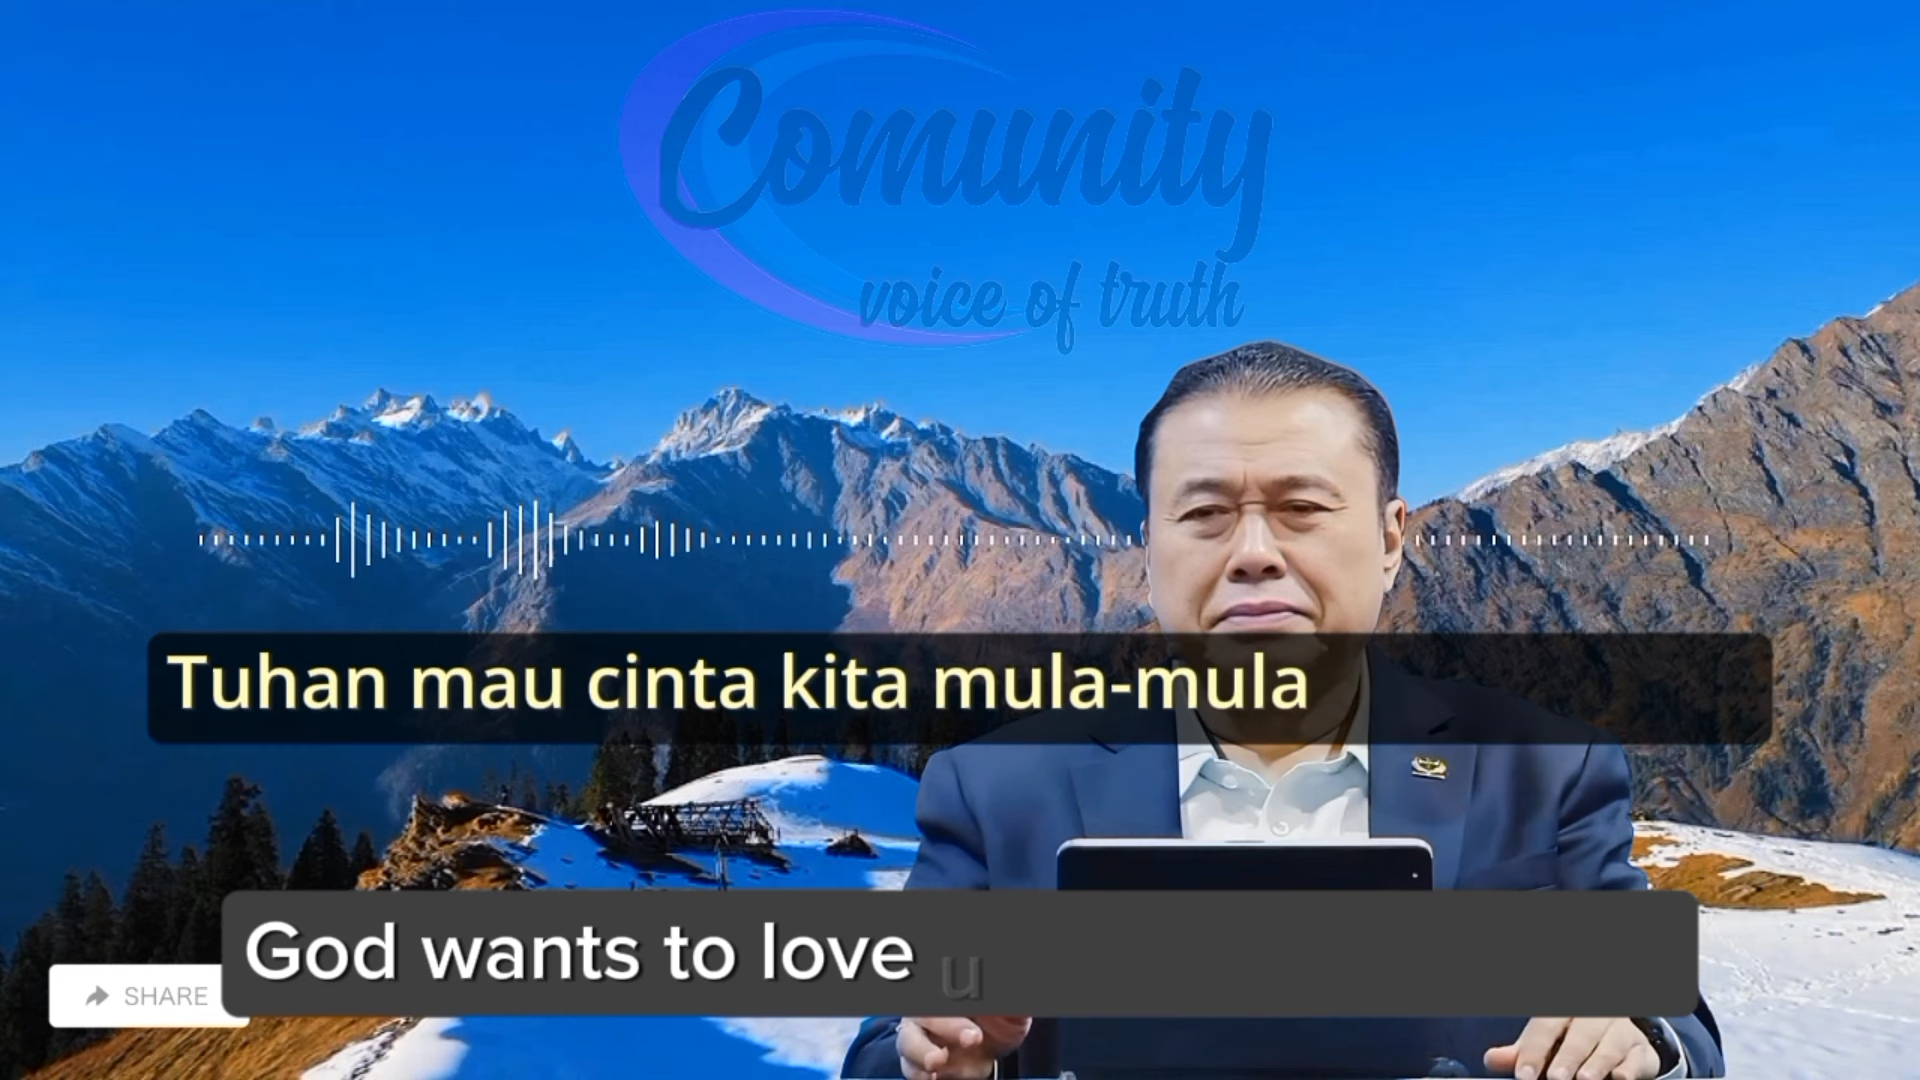 Comunity
voice of truth
Tuhan mau cinta kita mula-mula
God wants to love u
SHARE